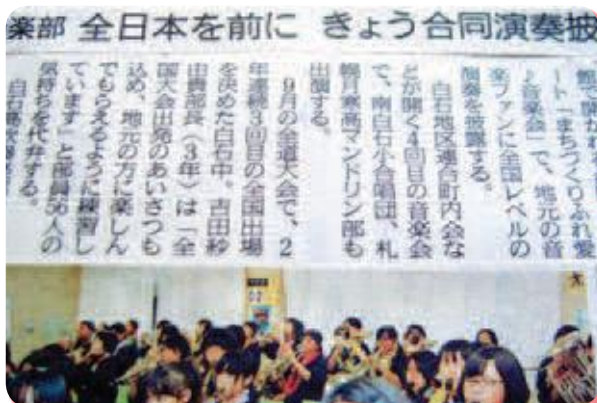 楽部 全日本を前に きょう合同演奏披
館で開かれる
ート「まちづくりふれ愛
♪音楽会」で、地元の音
楽ファンに全国レベルの
演奏を披露する。
白石地区連合町内会な
どが開く4回目の音楽会
で、南白石小合唱団、札
幌月寒高マンドリン部も
出演する。
9月の全道大会で、2
年連続3回目の全国出場
を決めた白石中。吉田紗
由貴部長(3年)は「全
国大会出発のあいさつも
込め、地元の方に楽しん
でもらえるように練習し
ています」と部員56人の
気持ちを代弁する。
白石